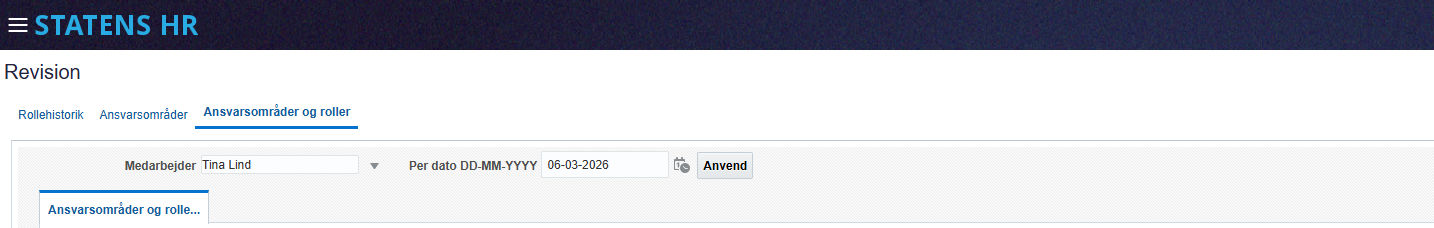 STATENS HR
Revision
Rollehistorik Ansvarsområder Ansvarsområder og roller
Medarbejder Tina Lind Per dato DD-MM-YYYY 06-03-2026 Anvend
Ansvarsområder og rolle...